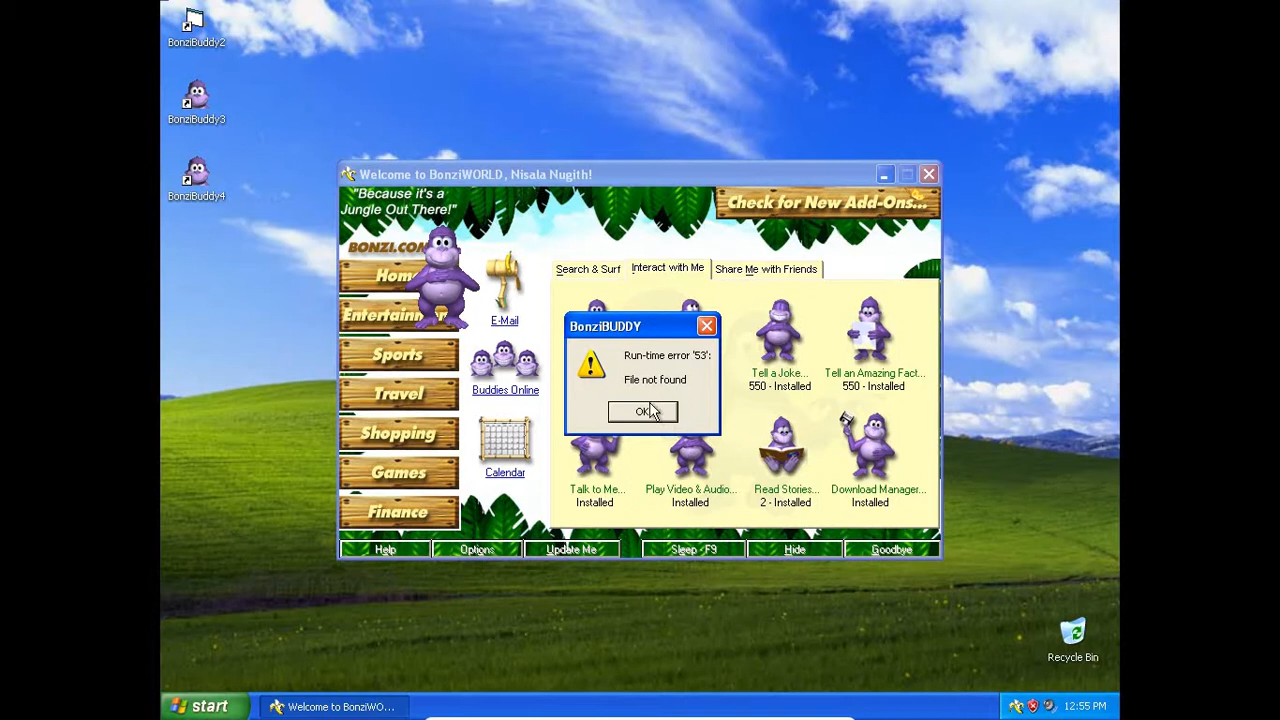 BonziBuddy2
BonziBuddy3
BonziBuddy4
Welcome to BonziWORLD, Nisala Nugith!
"Because it's a
Jungle Out There!"
Check for New Add-Ons...
BONZI.COM
Home
Sports
Travel
Shopping
Games
Finance
E-Mail
Buddies Online
Calendar
Search & Surf
Interact with Me
Share Me with Friends
BonziBUDDY
Run-time error '53':
File not found
OK
Tell a Joke...
550 - Installed
Tell an Amazing Fact...
550 - Installed
Talk to Me...
Installed
Play Video & Audio...
Installed
Read Stories...
2 - Installed
Download Manager...
Installed
Help
Options
Update Me
Sleep - F9
Hide
Goodbye
Recycle Bin
start
Welcome to BonziWO...
12:55 PM